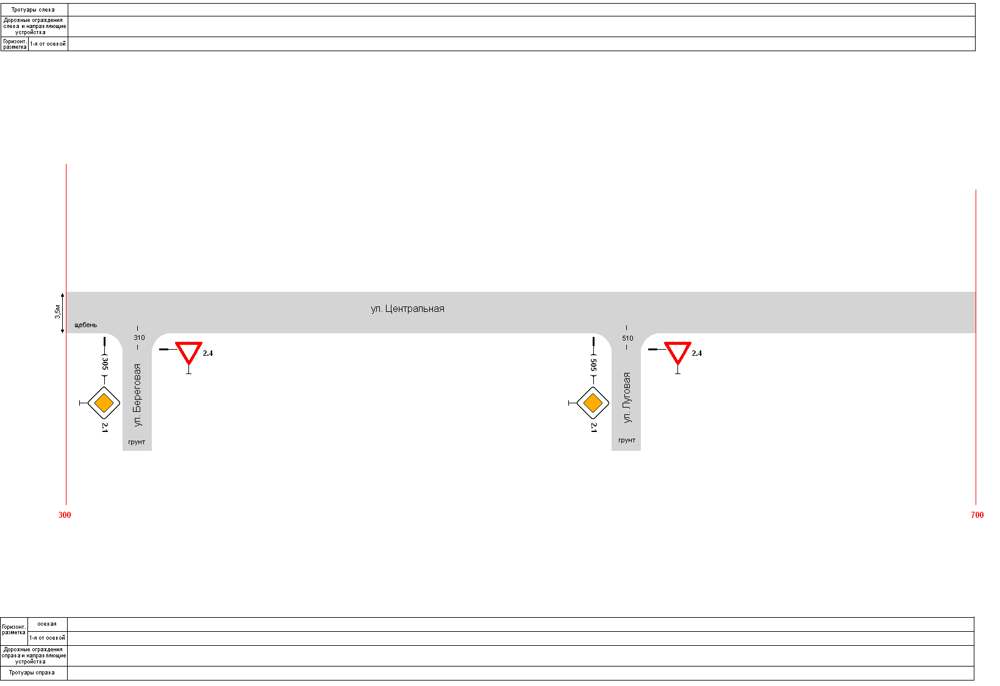 Тротуары слева
Дорожные ограждения
слева и направляющие
устройства
Горизонт.
разметка
1-я от осевой
ул. Центральная
3,5м
щебень
310
510
2.4
2.4
( 305 )
( 505 )
ул. Береговая
ул. Луговая
2.1
2.1
грунт
грунт
300
700
Горизонт.
разметка
осевая
1-я от осевой
Дорожные ограждения
справа и направляющие
устройства
Тротуары справа